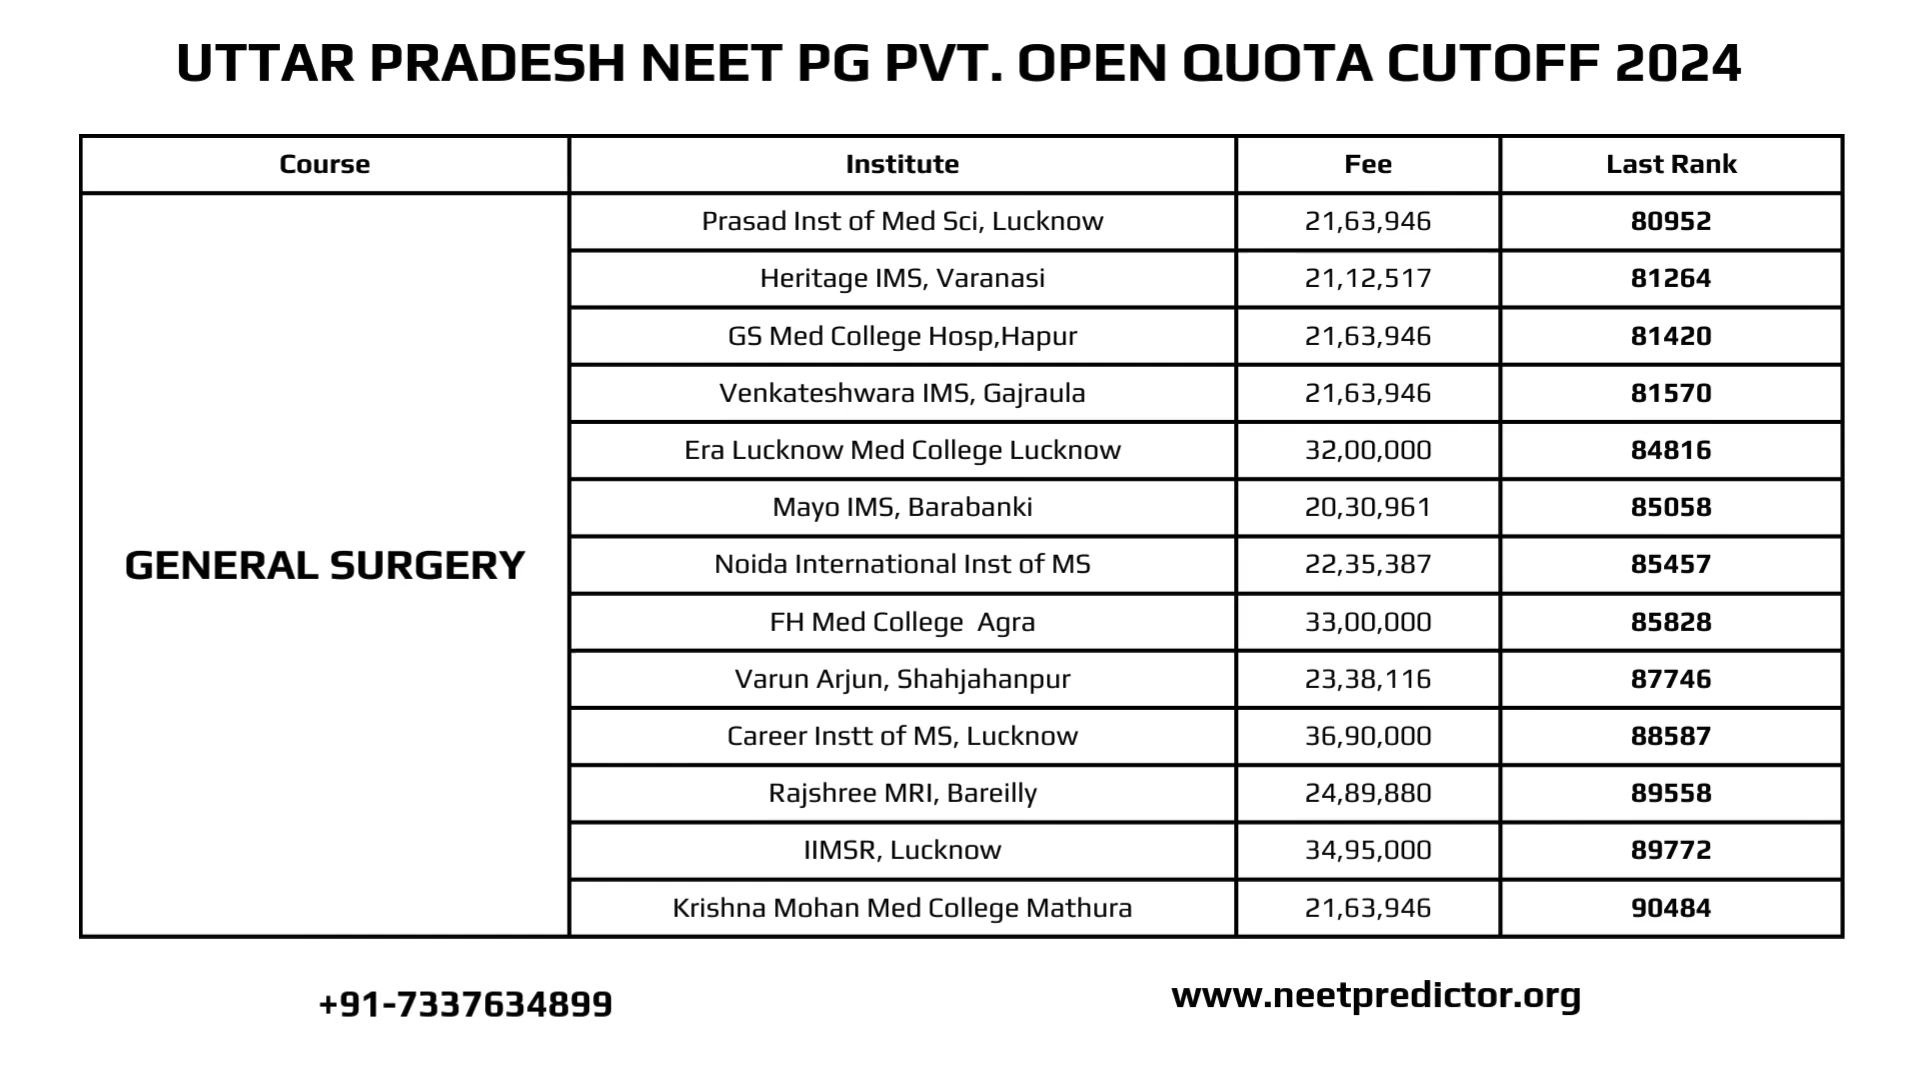 UTTAR PRADESH NEET PG PVT. OPEN QUOTA CUTOFF 2024
Course Institute Fee Last Rank
GENERAL SURGERY
Prasad Inst of Med Sci, Lucknow 21,63,946 80952
Heritage IMS, Varanasi 21,12,517 81264
GS Med College Hosp,Hapur 21,63,946 81420
Venkateshwara IMS, Gajraula 21,63,946 81570
Era Lucknow Med College Lucknow 32,00,000 84816
Mayo IMS, Barabanki 20,30,961 85058
Noida International Inst of MS 22,35,387 85457
FH Med College  Agra 33,00,000 85828
Varun Arjun, Shahjahanpur 23,38,116 87746
Career Instt of MS, Lucknow 36,90,000 88587
Rajshree MRI, Bareilly 24,89,880 89558
IIMSR, Lucknow 34,95,000 89772
Krishna Mohan Med College Mathura 21,63,946 90484
+91-7337634899
www.neetpredictor.org